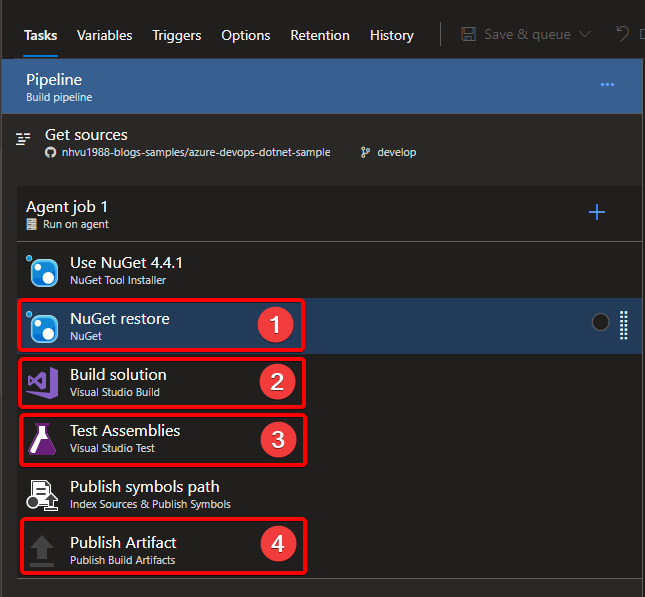 Tasks Variables Triggers Options Retention History Save & queue
Pipeline
Build pipeline
Get sources
nhvu1988-blogs-samples/azure-devops-dotnet-sample develop
Agent job 1
Run on agent
Use NuGet 4.4.1
NuGet Tool Installer
NuGet restore
NuGet
1
Build solution
Visual Studio Build
2
Test Assemblies
Visual Studio Test
3
Publish symbols path
Index Sources & Publish Symbols
Publish Artifact
Publish Build Artifacts
4